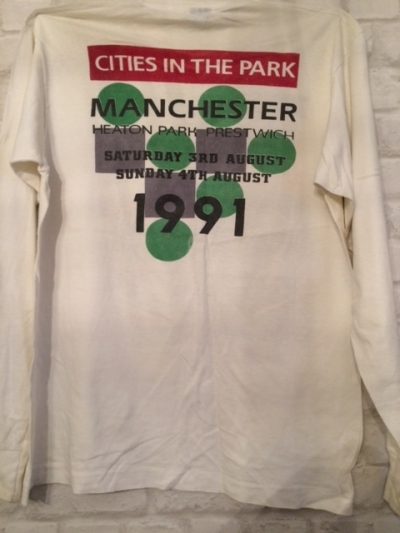 CITIES IN THE PARK
MANCHESTER
HEATON PARK, PRESTWICH
SATURDAY 3RD AUGUST
SUNDAY 4TH AUGUST
1991